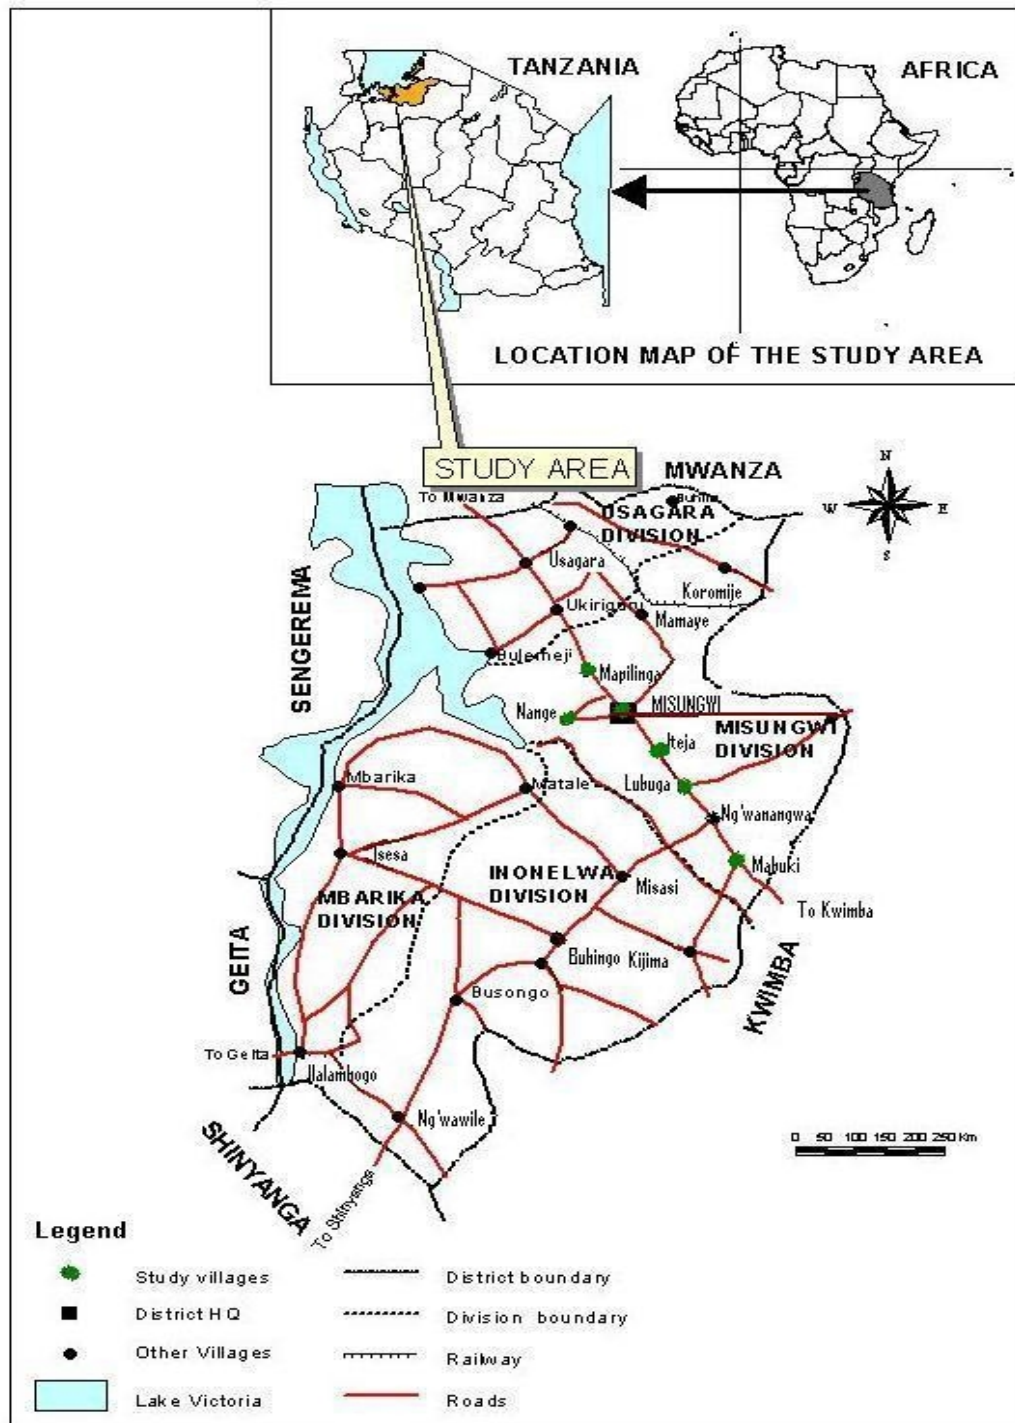 TANZANIA
AFRICA
LOCATION MAP OF THE STUDY AREA
STUDY AREA
MWANZA
N
W
E
S
To Mwanza
USAGARA
DIVISION
Usagara
Koromije
SENGEREMA
Mamaye
Bulemeji
Mapilinga
Nange
MISUNGWI
MISUNGWI
DIVISION
Iteja
Mbarika
Matale
Lubuga
Ng'wanangwa
Isesa
INONELWA
DIVISION
Misasi
Mabuki
MBARIKA
DIVISION
To Kwimba
Buhingo
Kijima
GEITA
KWIMBA
Busongo
To Geita
Ng'wawile
SHINYANGA
To Shinyanga
0 50 100 150 200 250 Km
Legend
Study villages
District boundary
District HQ
Division boundary
Other Villages
Railway
Lake Victoria
Roads